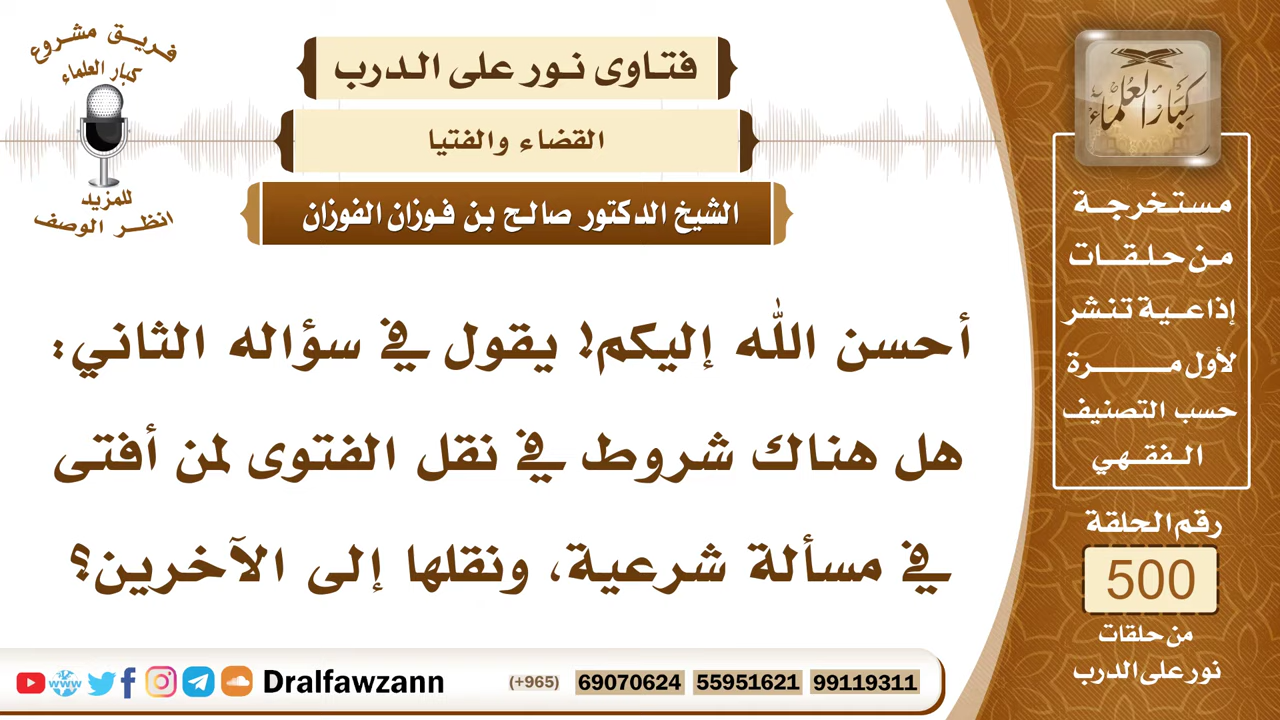 فريق مشروع
كبار العلماء
للمزيد
انظر الوصف
فتاوى نور على الدرب
القضاء والفتيا
الشيخ الدكتور صالح بن فوزان الفوزان
أحسن الله إليكم! يقول في سؤاله الثاني:
هل هناك شروط في نقل الفتوى لمن أفتى
في مسألة شرعية، ونقلها إلى الآخرين؟
كبار العلماء
مستخرجة
من حلقات
إذاعية تنشر
لأول مرة
حسب التصنيف
الفقهي
رقم الحلقة
500
من حلقات
نور على الدرب
www
Dralfawzann
(+965) 69070624 55951621 99119311